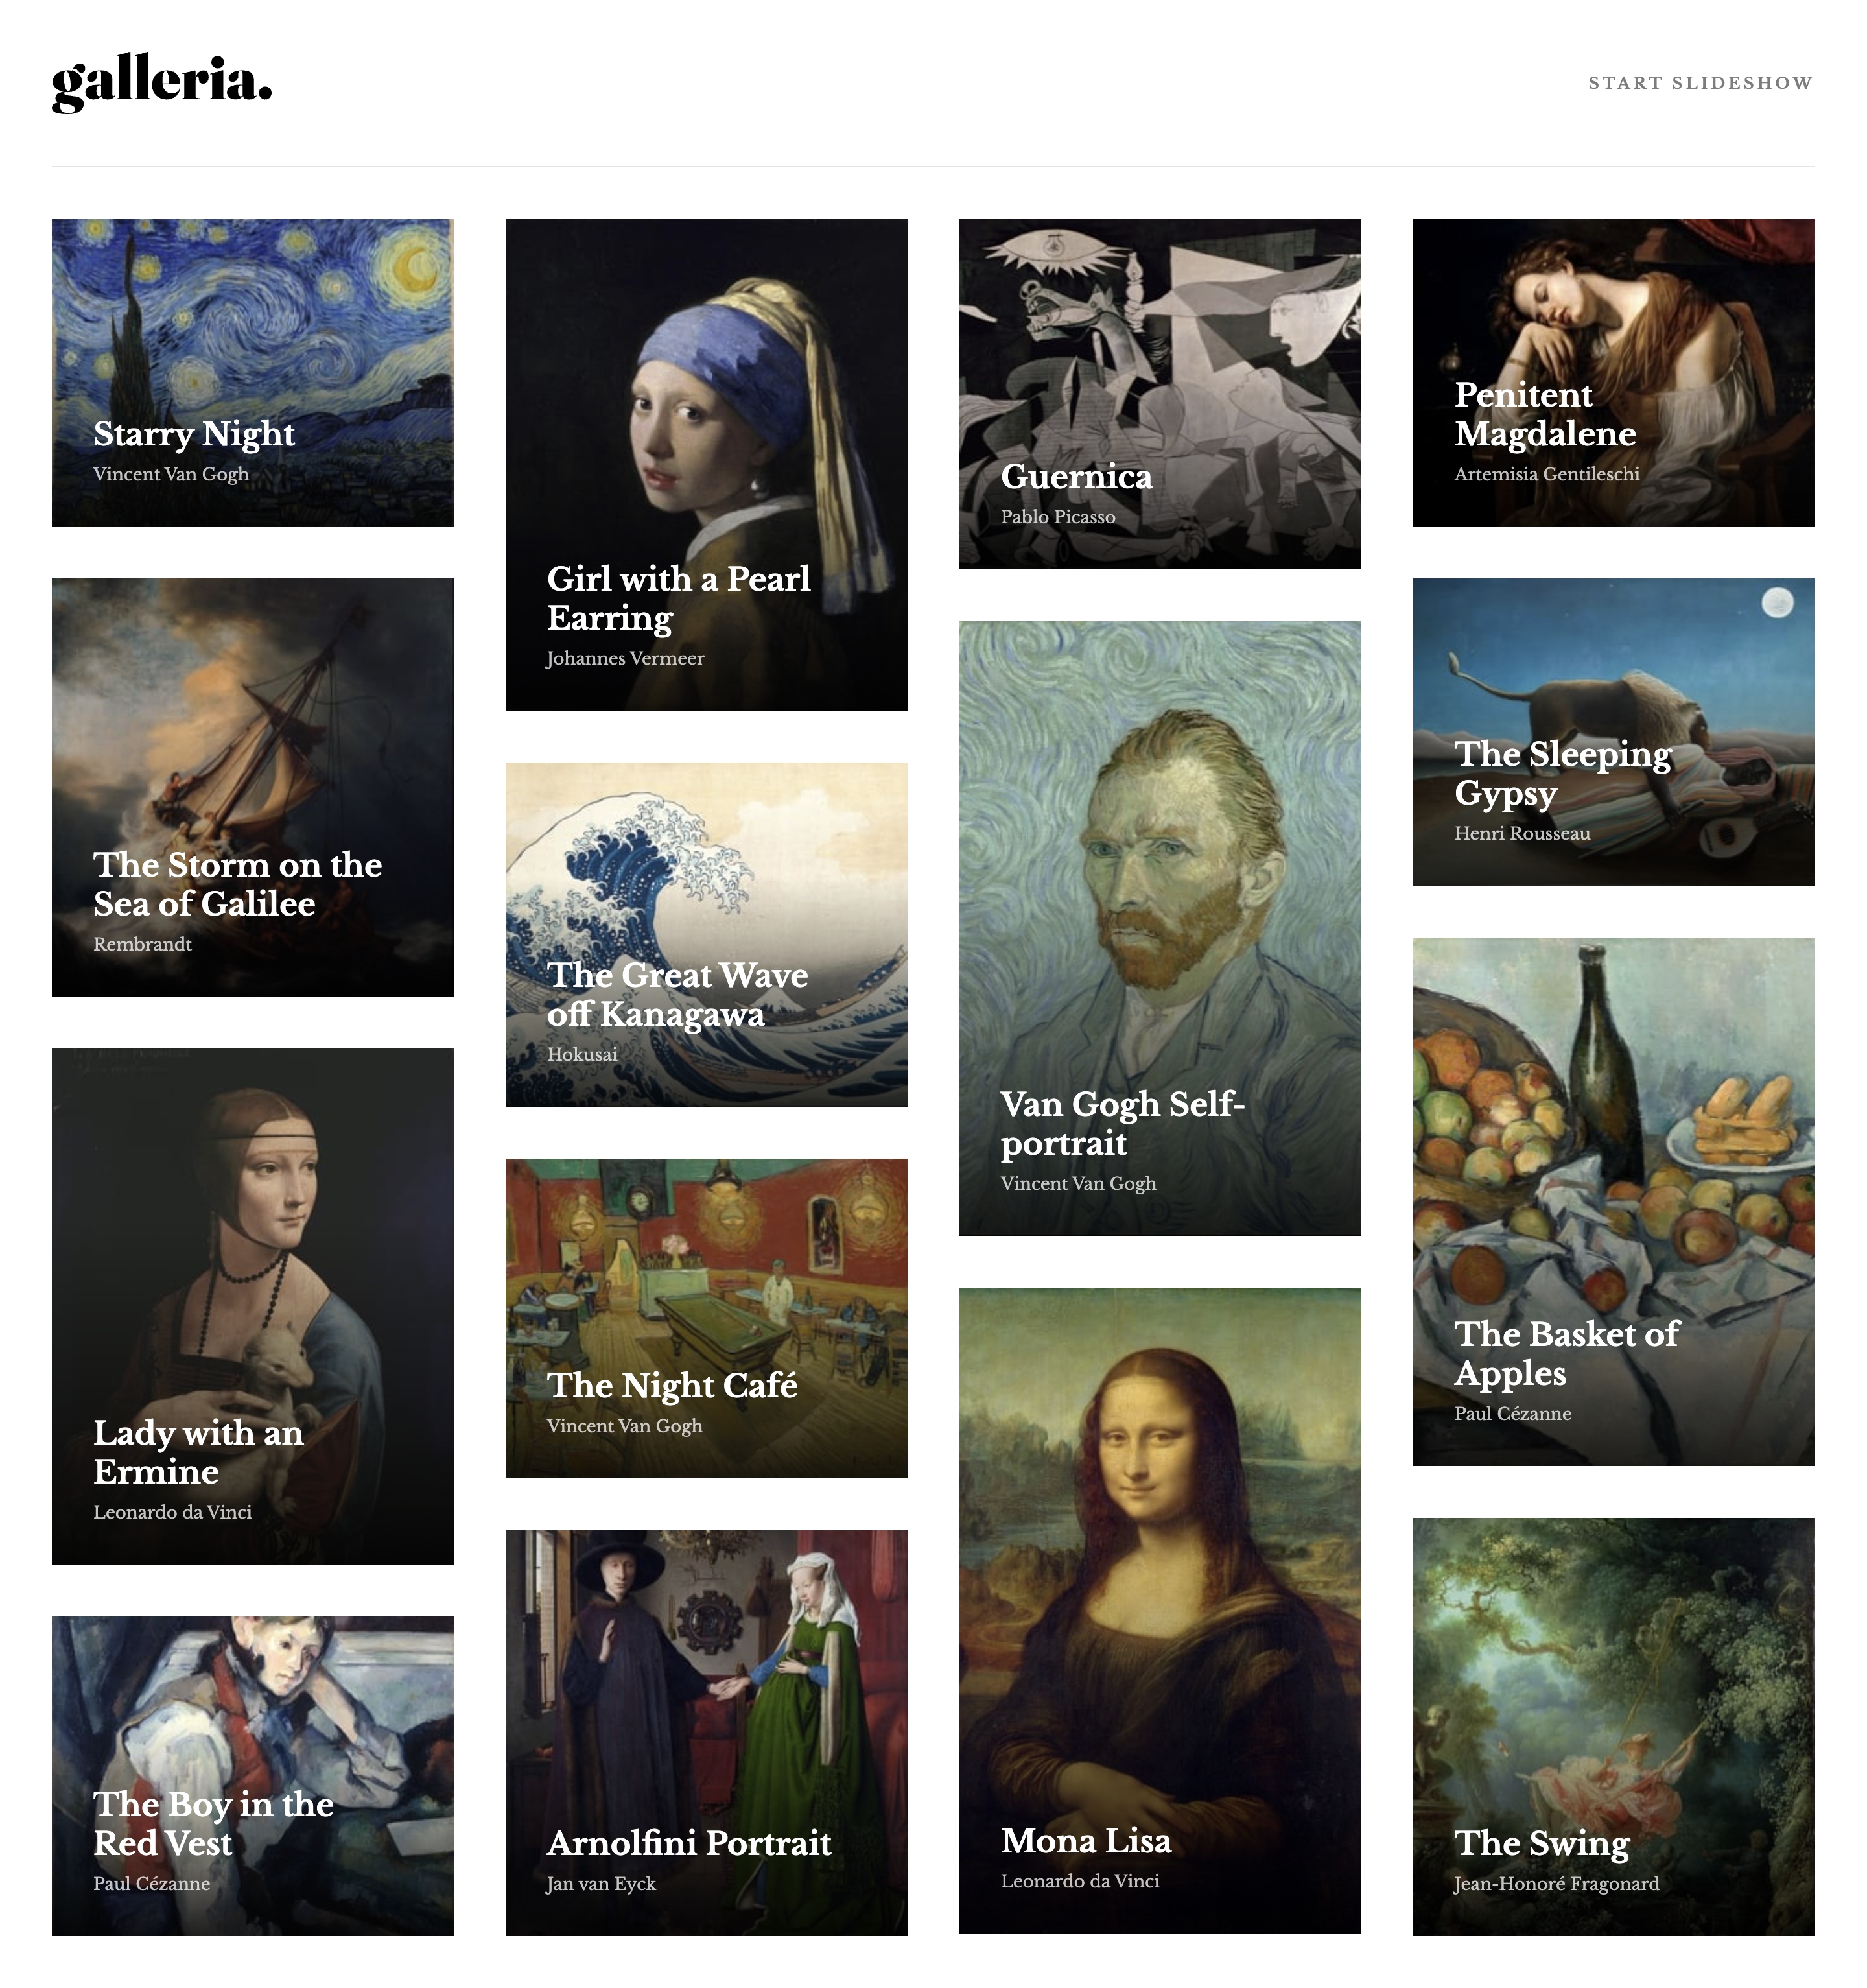 galleria.
START SLIDESHOW
Starry Night
Vincent Van Gogh
The Storm on the
Sea of Galilee
Rembrandt
Lady with an
Ermine
Leonardo da Vinci
The Boy in the
Red Vest
Paul Cézanne
Girl with a Pearl
Earring
Johannes Vermeer
The Great Wave
off Kanagawa
Hokusai
The Night Café
Vincent Van Gogh
Arnolfini Portrait
Jan van Eyck
Guernica
Pablo Picasso
Van Gogh Self-
portrait
Vincent Van Gogh
Mona Lisa
Leonardo da Vinci
Penitent
Magdalene
Artemisia Gentileschi
The Sleeping
Gypsy
Henri Rousseau
The Basket of
Apples
Paul Cézanne
The Swing
Jean-Honoré Fragonard